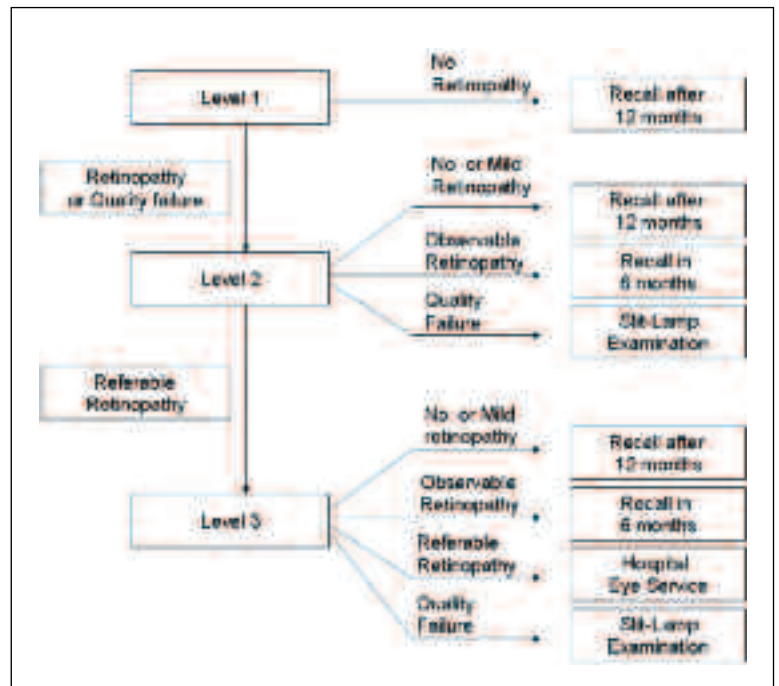 No
Retinopathy
Level 1
Recall after
12 months
Retinopathy
or Quality failure
No or Mild
Retinopathy
Recall after
12 months
Observable
Retinopathy
Level 2
Recall in
6 months
Quality
Failure
Slit-Lamp
Examination
Referable
Retinopathy
No or Mild
retinopathy
Recall after
12 months
Observable
Retinopathy
Level 3
Recall in
6 months
Referable
Retinopathy
Hospital
Eye Service
Quality
Failure
Slit-Lamp
Examination